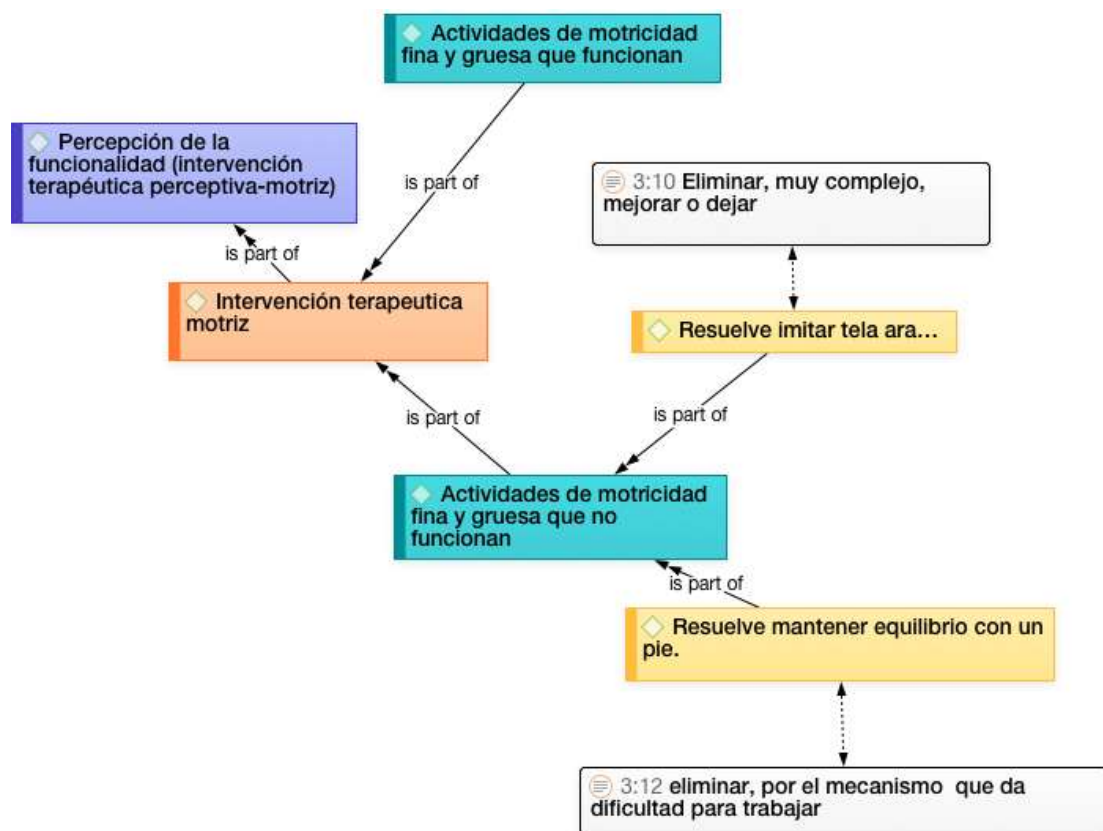 Actividades de motricidad
fina y gruesa que funcionan
Percepción de la
funcionalidad (intervención
terapéutica perceptiva-motriz)
is part of
3:10 Eliminar, muy complejo,
mejorar o dejar
is part of
Intervención terapeutica
motriz
Resuelve imitar tela ara…
is part of
is part of
Actividades de motricidad
fina y gruesa que no
funcionan
is part of
Resuelve mantener equilibrio con un
pie.
3:12 eliminar, por el mecanismo que da
dificultad para trabajar